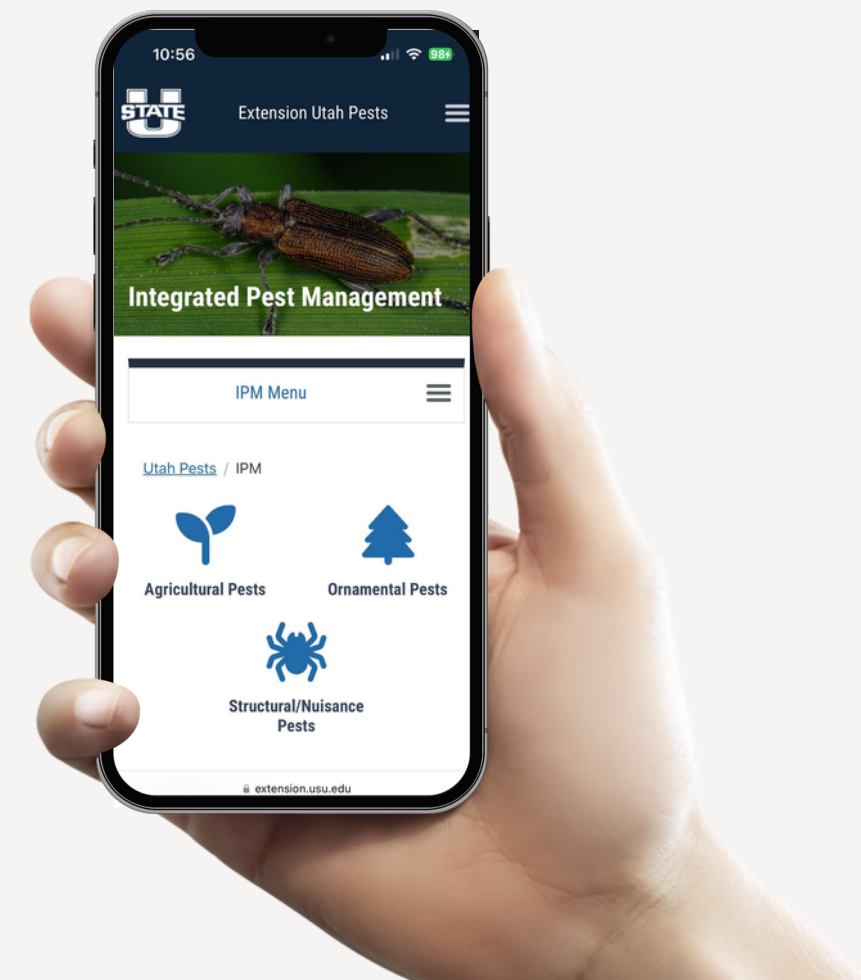 10:56
98
STATE
Extension Utah Pests
Integrated Pest Management
IPM Menu
Utah Pests / IPM
Agricultural Pests
Ornamental Pests
Structural/Nuisance
Pests
extension.usu.edu